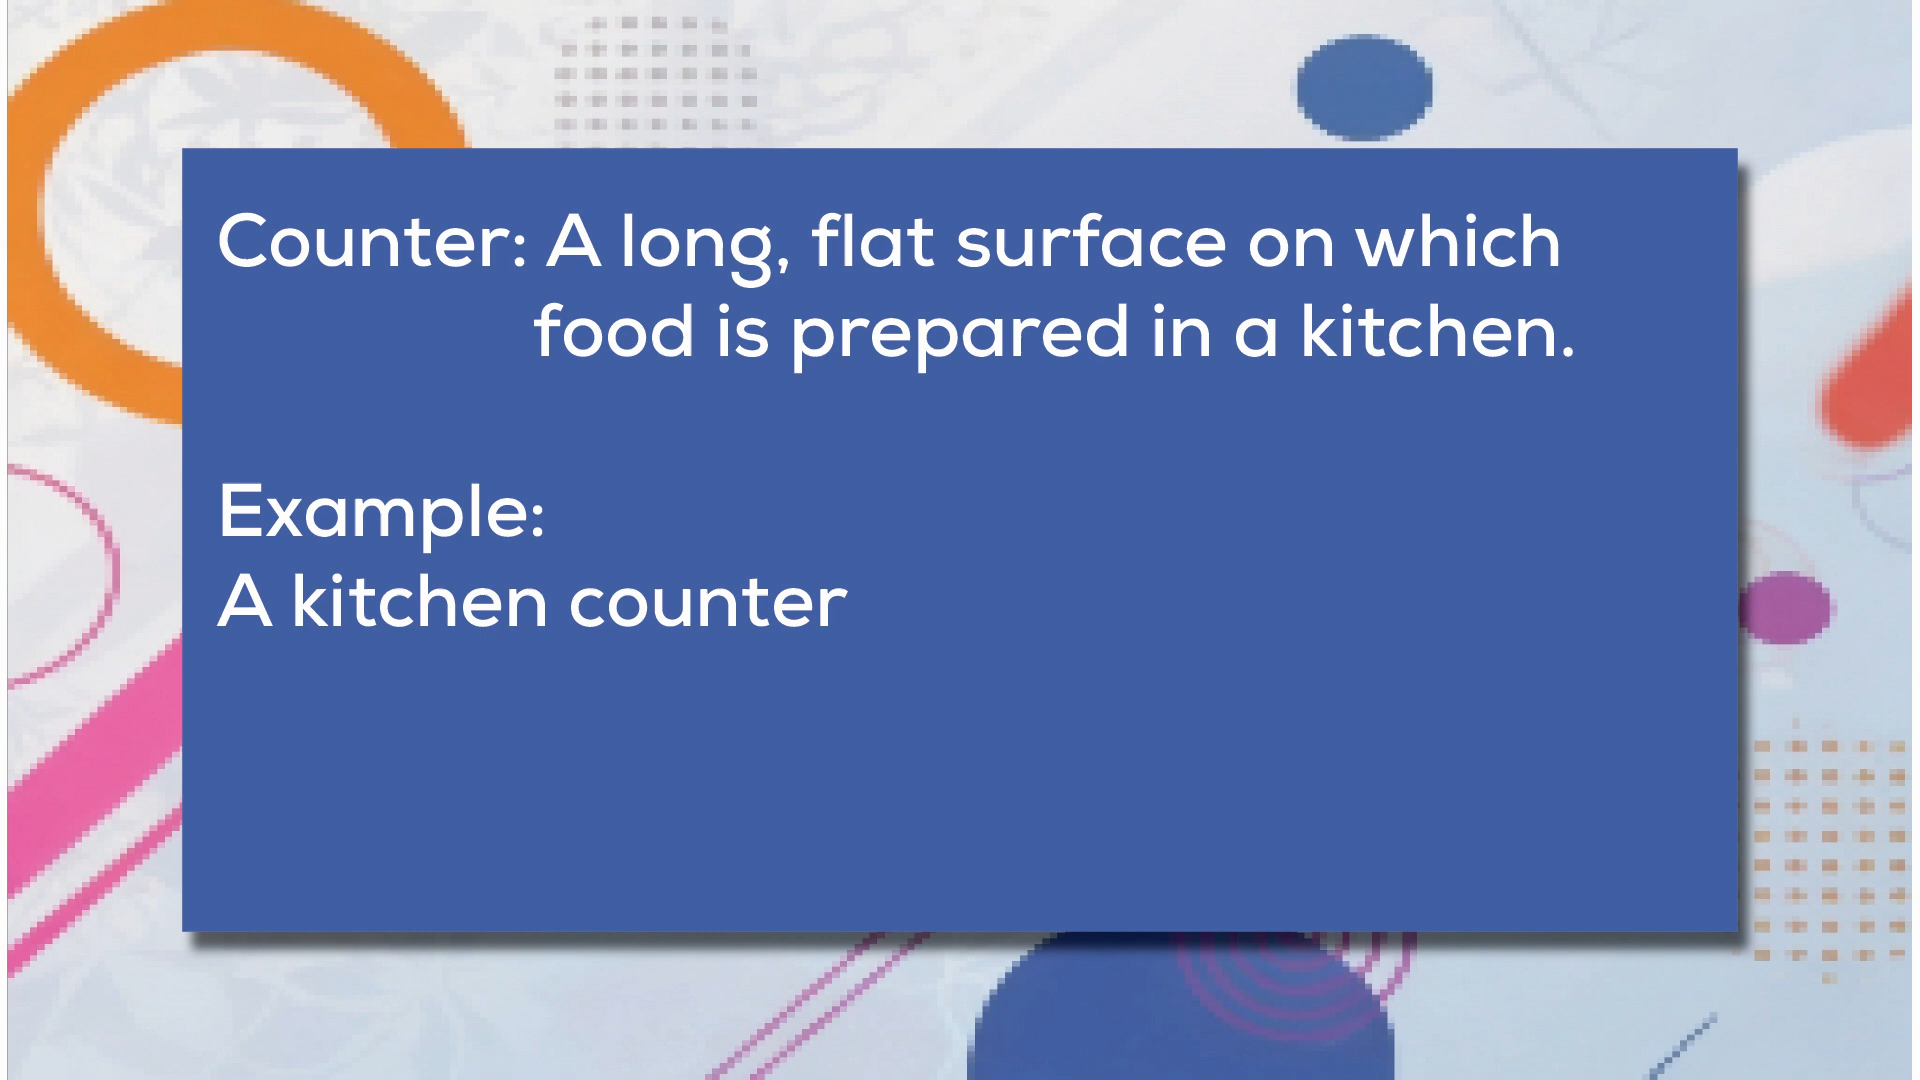 Counter: A long, flat surface on which
food is prepared in a kitchen.
Example:
A kitchen counter